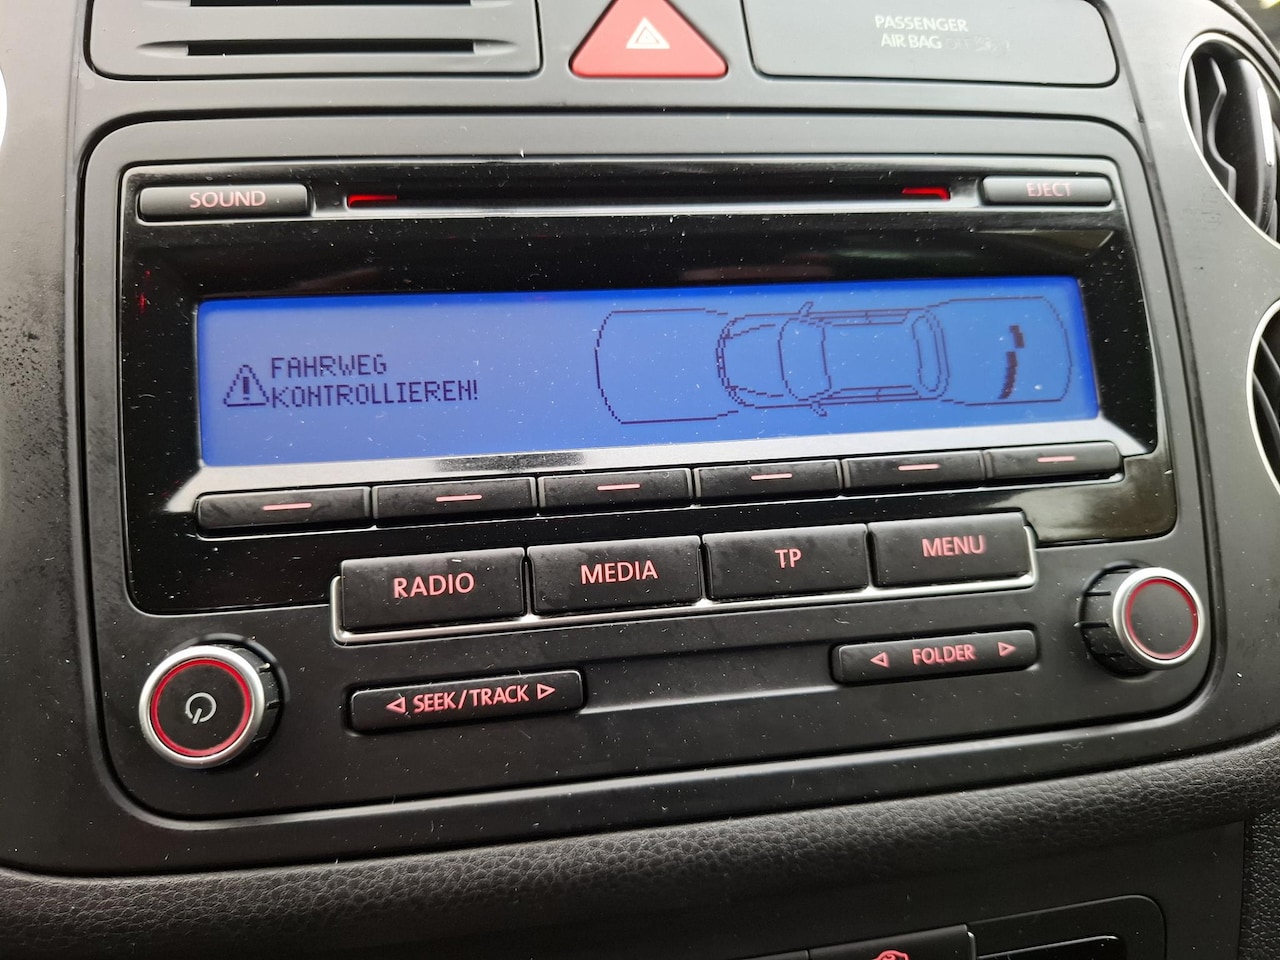 PASSENGER
AIR BAG
SOUND
EJECT
FAHRWEG
KONTROLLIEREN!
RADIO
MEDIA
TP
MENU
SEEK/TRACK
FOLDER